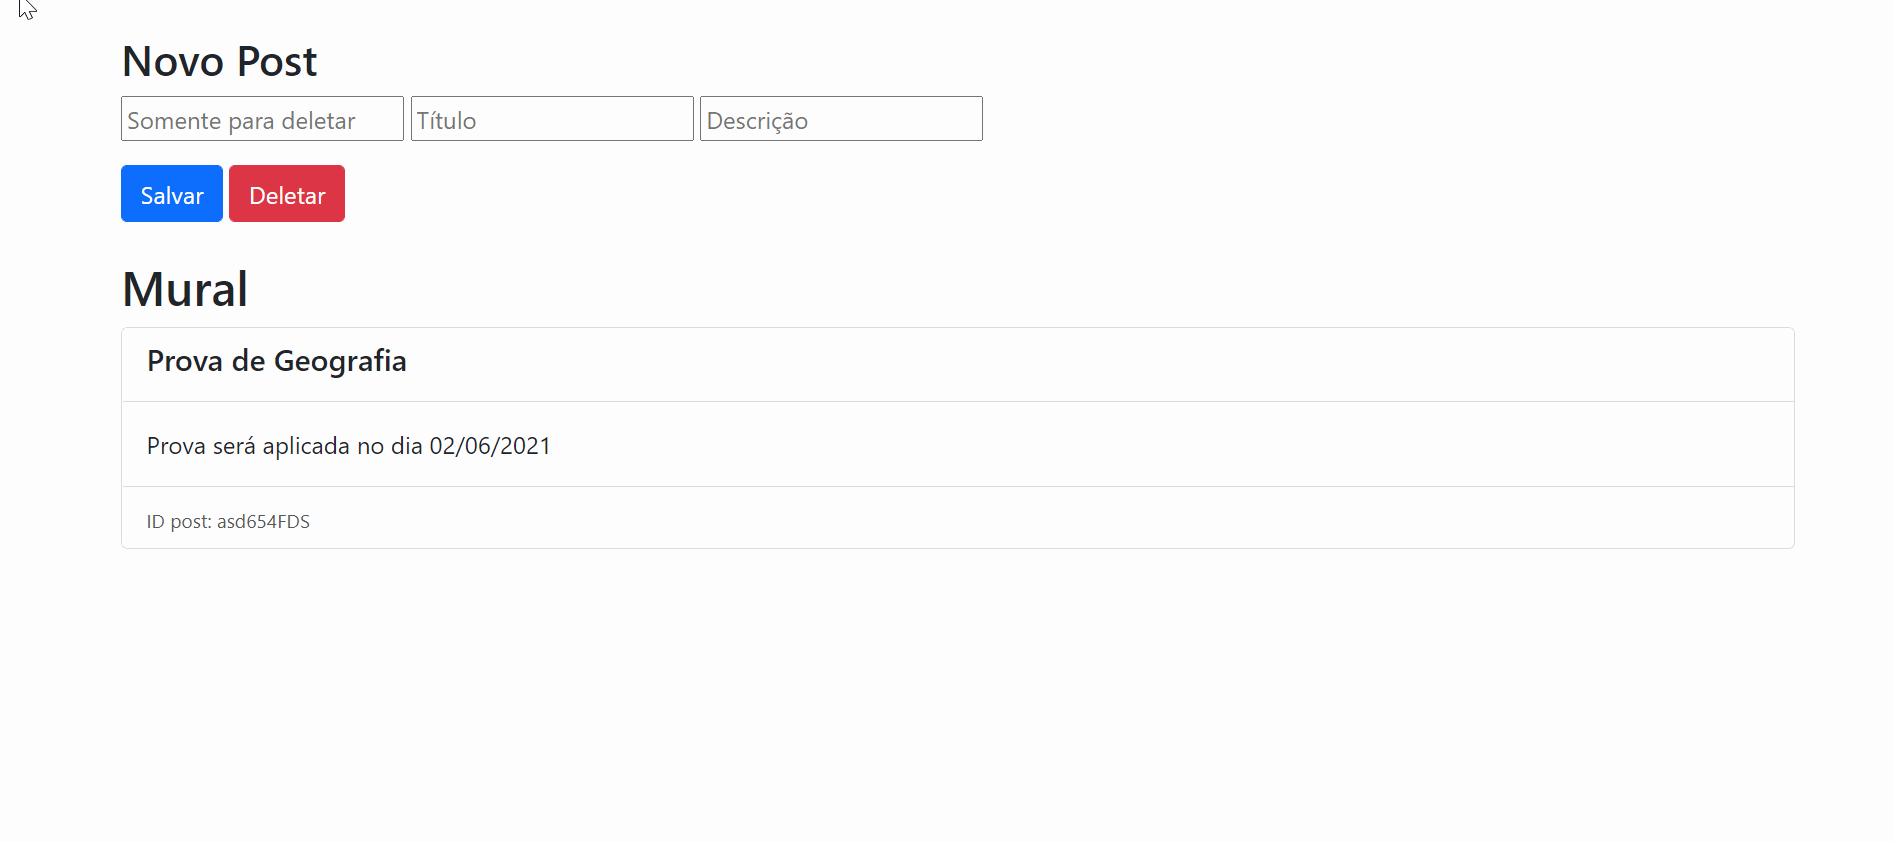 Novo Post
Somente para deletar Título Descrição
Salvar Deletar
Mural
Prova de Geografia
Prova será aplicada no dia 02/06/2021
ID post: asd654FDS